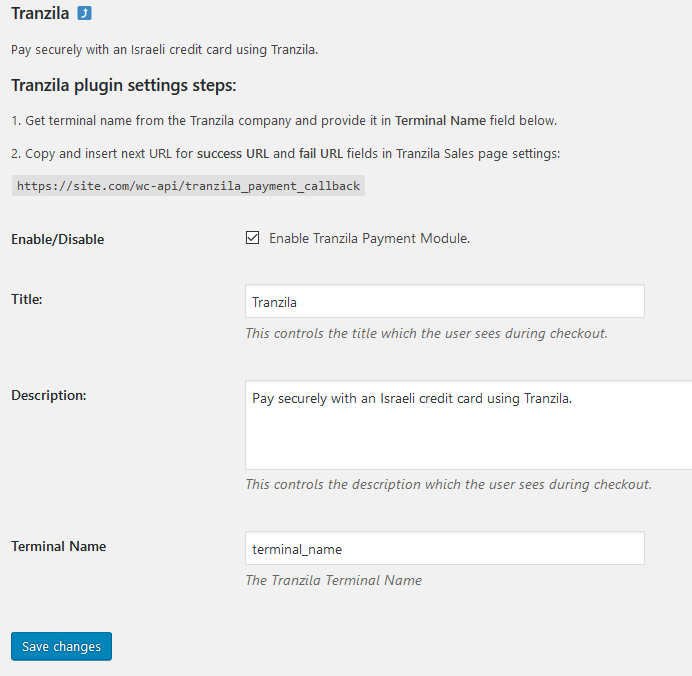 Tranzila
Pay securely with an Israeli credit card using Tranzila.
Tranzila plugin settings steps:
1. Get terminal name from the Tranzila company and provide it in Terminal Name field below.
2. Copy and insert next URL for success URL and fail URL fields in Tranzila Sales page settings:
https://site.com/wc-api/tranzila_payment_callback
Enable/Disable
Enable Tranzila Payment Module.
Title:
Tranzila
This controls the title which the user sees during checkout.
Description:
Pay securely with an Israeli credit card using Tranzila.
This controls the description which the user sees during checkout.
Terminal Name
terminal_name
The Tranzila Terminal Name
Save changes